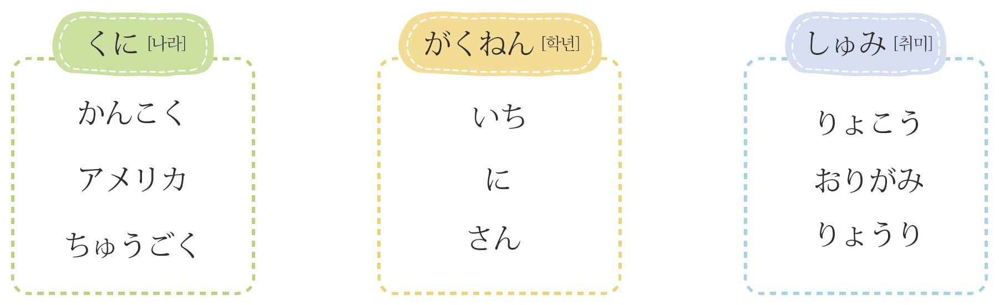 くに [나라]
かんこく
アメリカ
ちゅうごく
がくねん [학년]
いち
に
さん
しゅみ [취미]
りょこう
おりがみ
りょうり